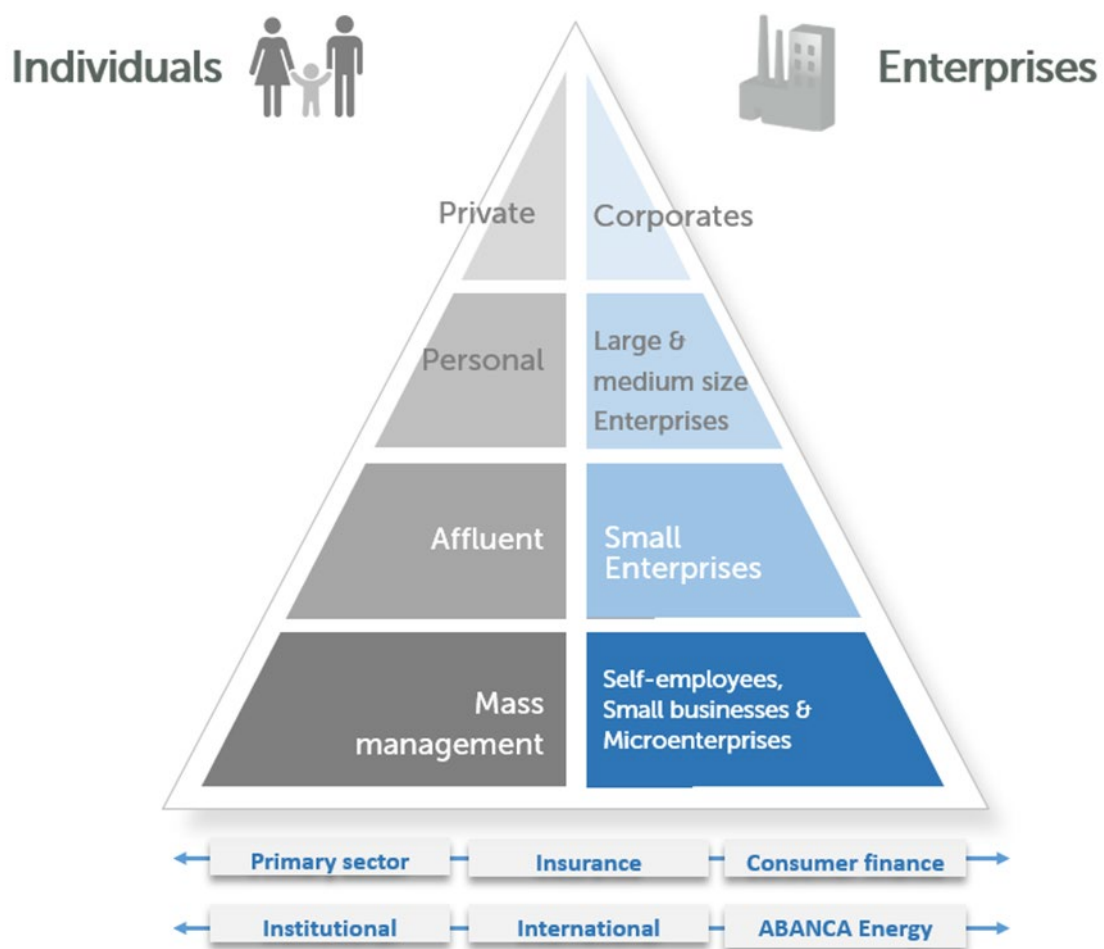 Individuals
Enterprises
Private
Corporates
Personal
Large &
medium size
Enterprises
Affluent
Small
Enterprises
Mass
management
Self-employees,
Small businesses &
Microenterprises
Primary sector
Insurance
Consumer finance
Institutional
International
ABANCA Energy